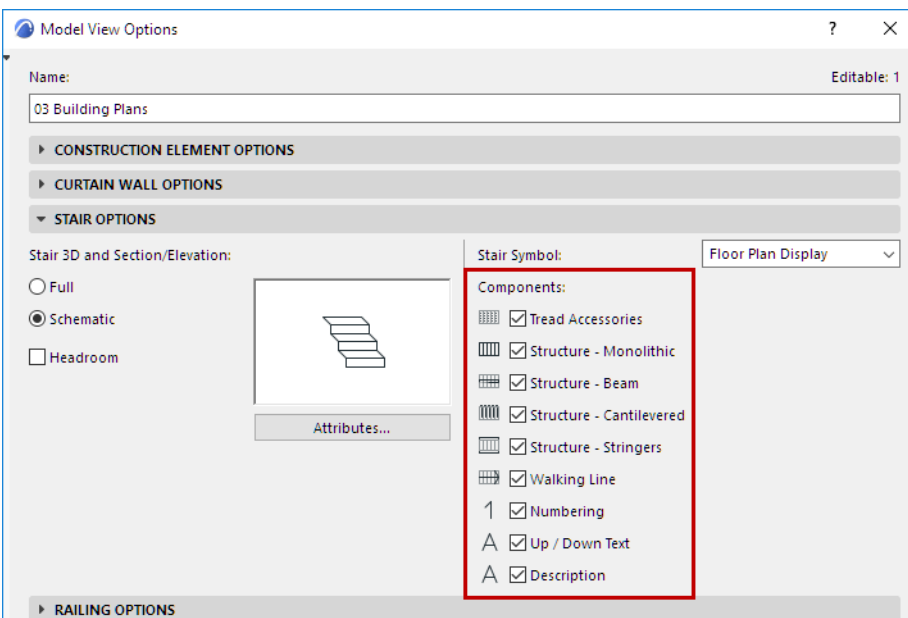 Model View Options
?
Name:
Editable: 1
03 Building Plans
CONSTRUCTION ELEMENT OPTIONS
CURTAIN WALL OPTIONS
STAIR OPTIONS
Stair 3D and Section/Elevation:
Full
Schematic
Headroom
Attributes...
Stair Symbol:
Floor Plan Display
Components:
Tread Accessories
Structure - Monolithic
Structure - Beam
Structure - Cantilevered
Structure - Stringers
Walking Line
1 Numbering
A Up / Down Text
A Description
RAILING OPTIONS